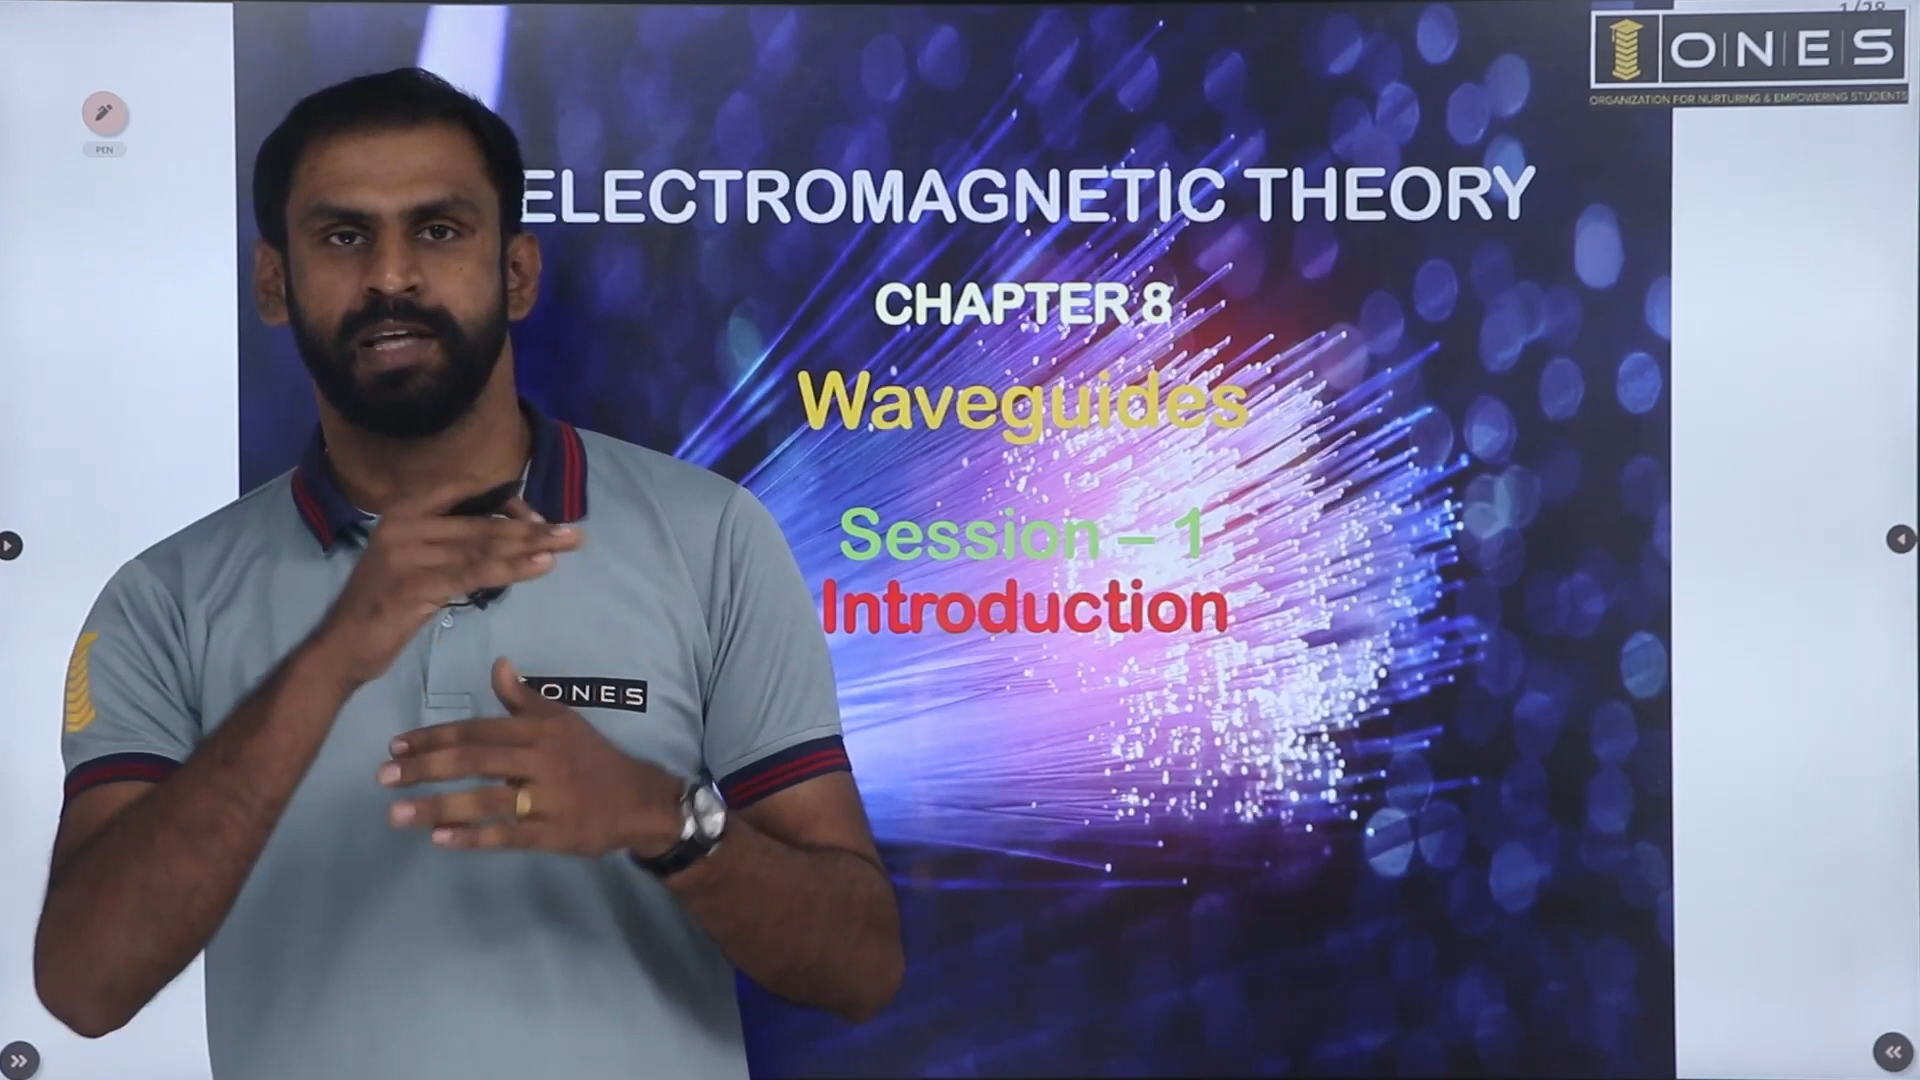 1/28
ONES
ORGANIZATION FOR NURTURING & EMPOWERING STUDENTS
PEN
ELECTROMAGNETIC THEORY
CHAPTER 8
Waveguides
Session – 1
Introduction
ONES